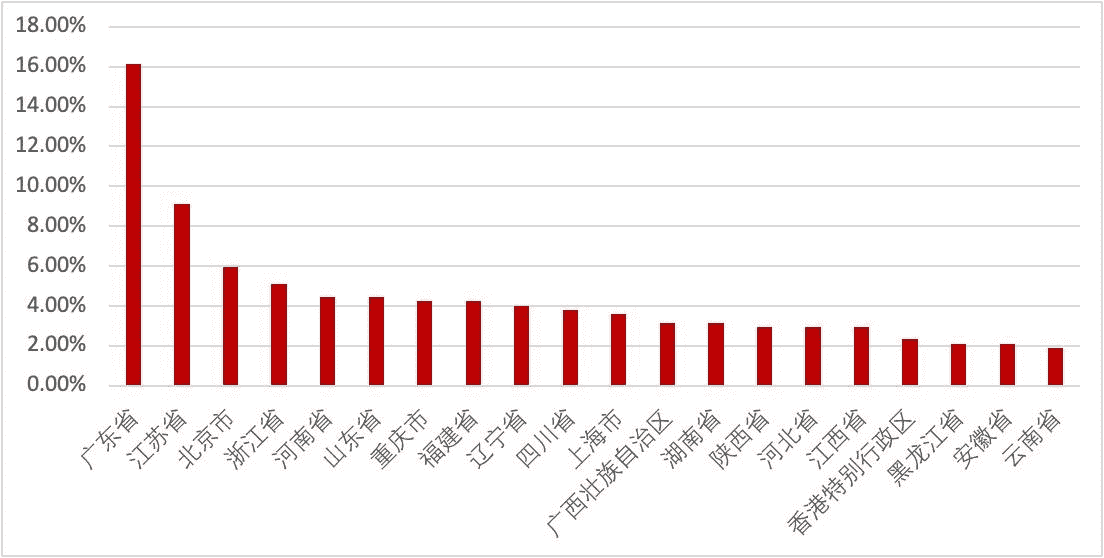 18.00%
16.00%
14.00%
12.00%
10.00%
8.00%
6.00%
4.00%
2.00%
0.00%
广东省
江苏省
北京市
浙江省
河南省
山东省
重庆市
福建省
辽宁省
四川省
上海市
广西壮族自治区
湖南省
陕西省
河北省
江西省
香港特别行政区
黑龙江省
安徽省
云南省